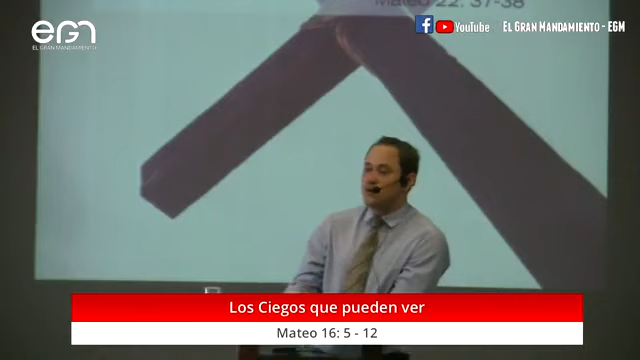 Mateo 22: 37-38
EGM
EL GRAN MANDAMIENTO
YouTube EL GRAN MANDAMIENTO - EGM
Los Ciegos que pueden ver
Mateo 16: 5 - 12